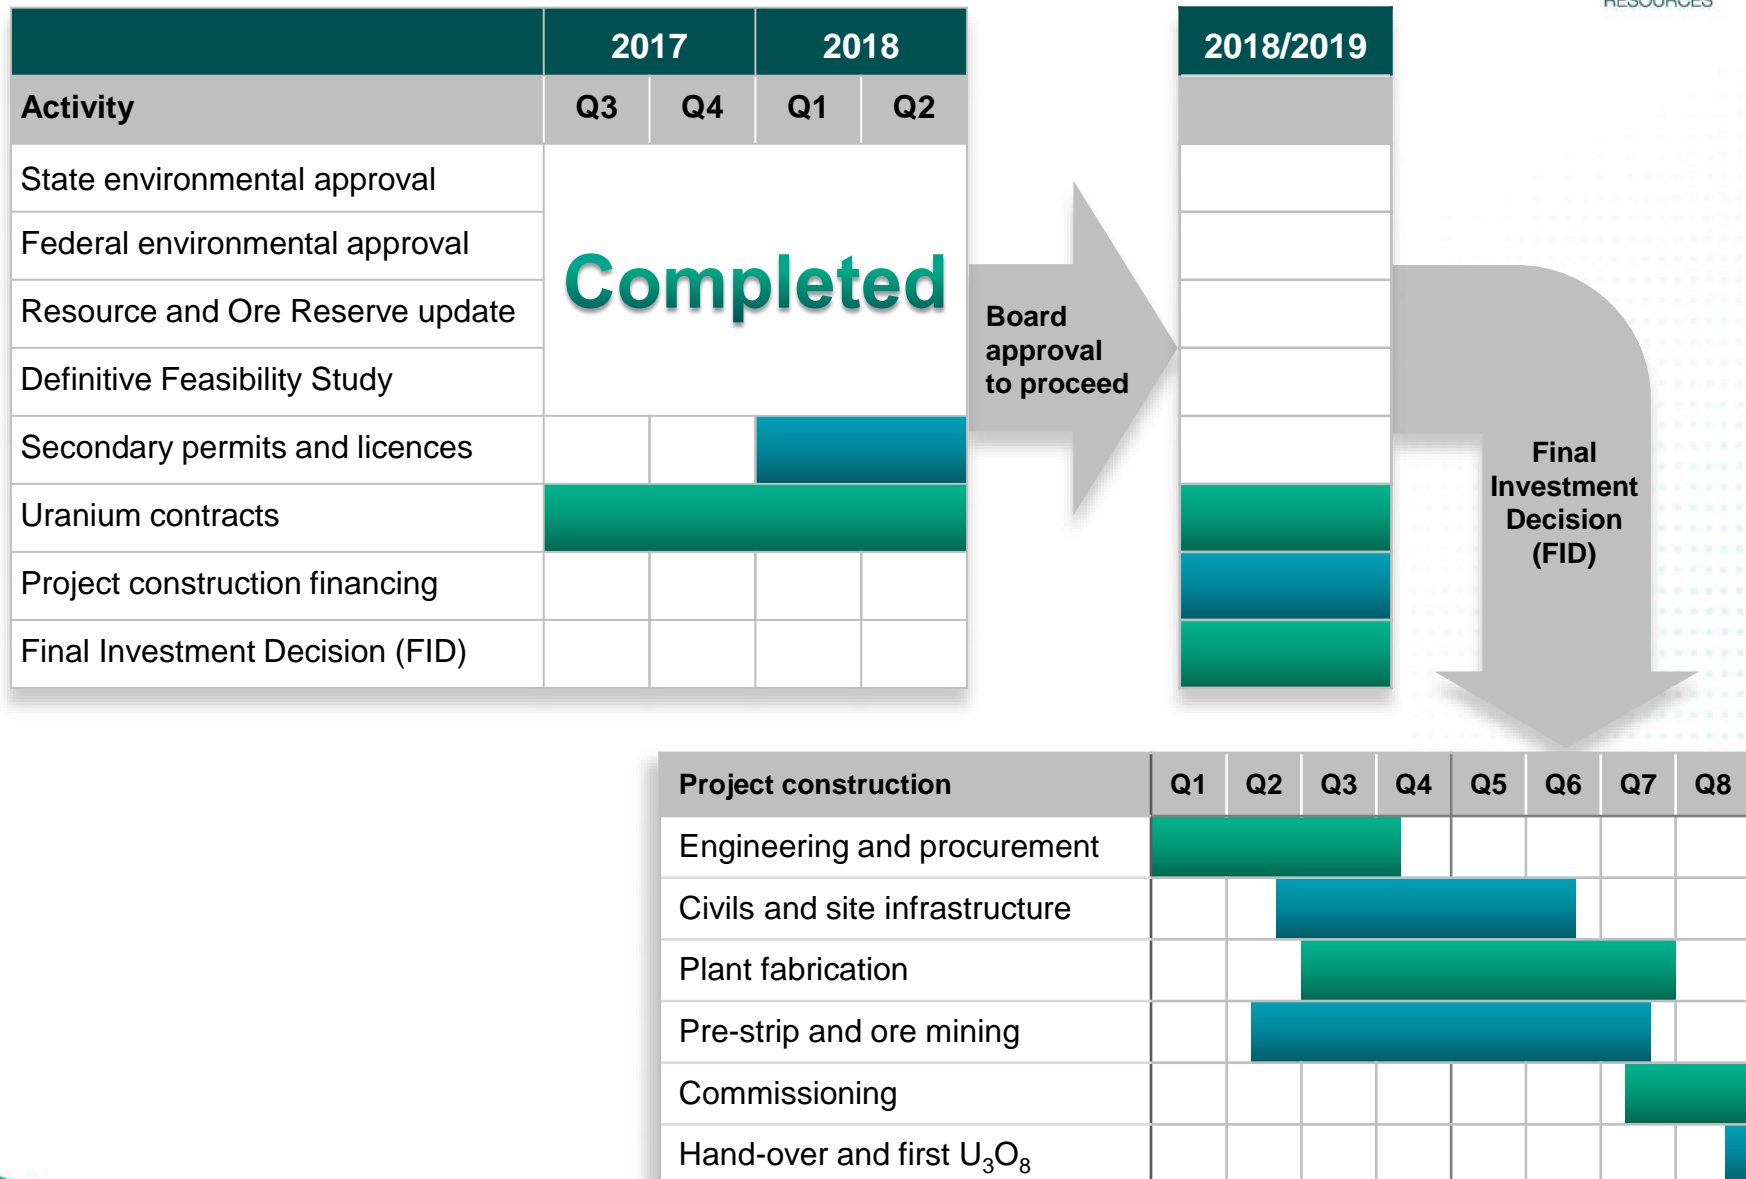 RESOURCES
2017 2018
Activity Q3 Q4 Q1 Q2
State environmental approval
Federal environmental approval
Resource and Ore Reserve update
Definitive Feasibility Study
Completed
Secondary permits and licences
Uranium contracts
Project construction financing
Final Investment Decision (FID)
Board
approval
to proceed
2018/2019
Final
Investment
Decision
(FID)
Project construction Q1 Q2 Q3 Q4 Q5 Q6 Q7 Q8
Engineering and procurement
Civils and site infrastructure
Plant fabrication
Pre-strip and ore mining
Commissioning
Hand-over and first U₃O₈